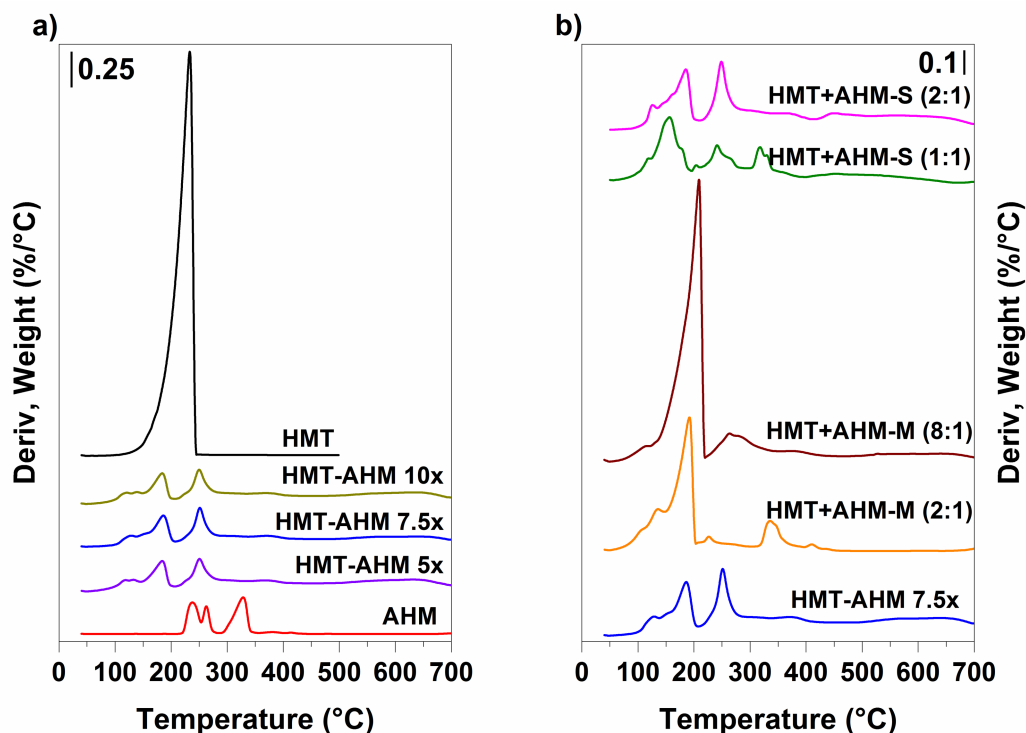 a)
0.25
HMT
HMT-AHM 10x
HMT-AHM 7.5x
HMT-AHM 5x
AHM
0 100 200 300 400 500 600 700
Temperature (°C)
Deriv, Weight (%/°C)
b)
0.1
HMT+AHM-S (2:1)
HMT+AHM-S (1:1)
HMT+AHM-M (8:1)
HMT+AHM-M (2:1)
HMT-AHM 7.5x
0 100 200 300 400 500 600 700
Temperature (°C)
Deriv, Weight (%/°C)